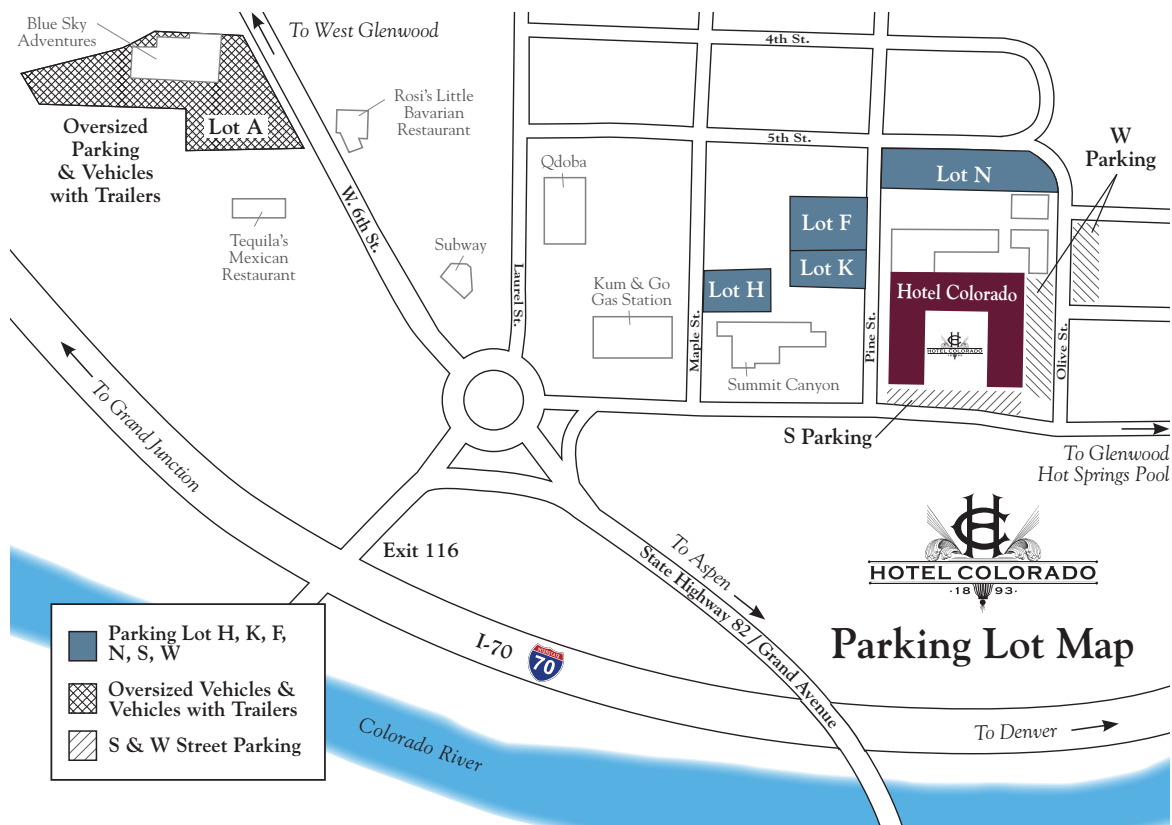 Blue Sky
Adventures
To West Glenwood
4th St.
Rosi's Little
Bavarian
Restaurant
Oversized
Parking
& Vehicles
with Trailers
Lot A
5th St.
W
Parking
Qdoba
Lot N
W. 6th St.
Tequila's
Mexican
Restaurant
Subway
Lot F
Lot K
Laurel St.
Kum & Go
Gas Station
Lot H
Hotel Colorado
HC
HOTEL COLORADO
Maple St.
Pine St.
Olive St.
Summit Canyon
S Parking
To Grand Junction
To Glenwood
Hot Springs Pool
Exit 116
To Aspen
State Highway 82 / Grand Avenue
HC
HOTEL COLORADO
· 18 93 ·
Parking Lot Map
Parking Lot H, K, F,
N, S, W
Oversized Vehicles &
Vehicles with Trailers
S & W Street Parking
I-70
INTERSTATE
70
To Denver
Colorado River